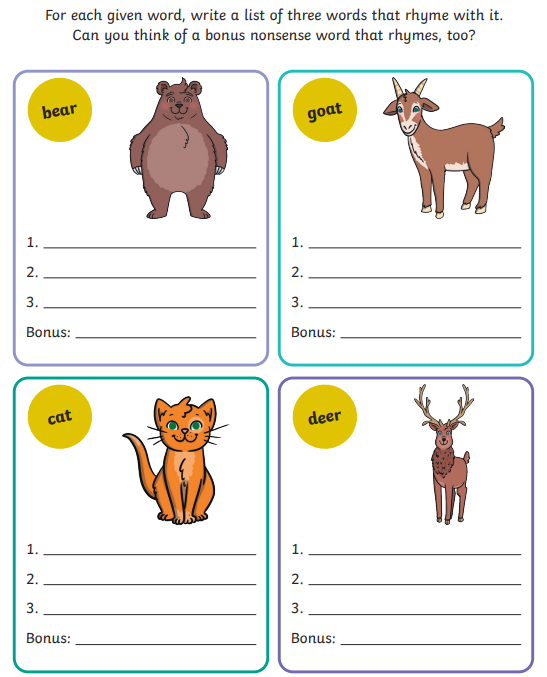 For each given word, write a list of three words that rhyme with it.
Can you think of a bonus nonsense word that rhymes, too?
bear
1.
2.
3.
Bonus:
goat
1.
2.
3.
Bonus:
cat
1.
2.
3.
Bonus:
deer
1.
2.
3.
Bonus: